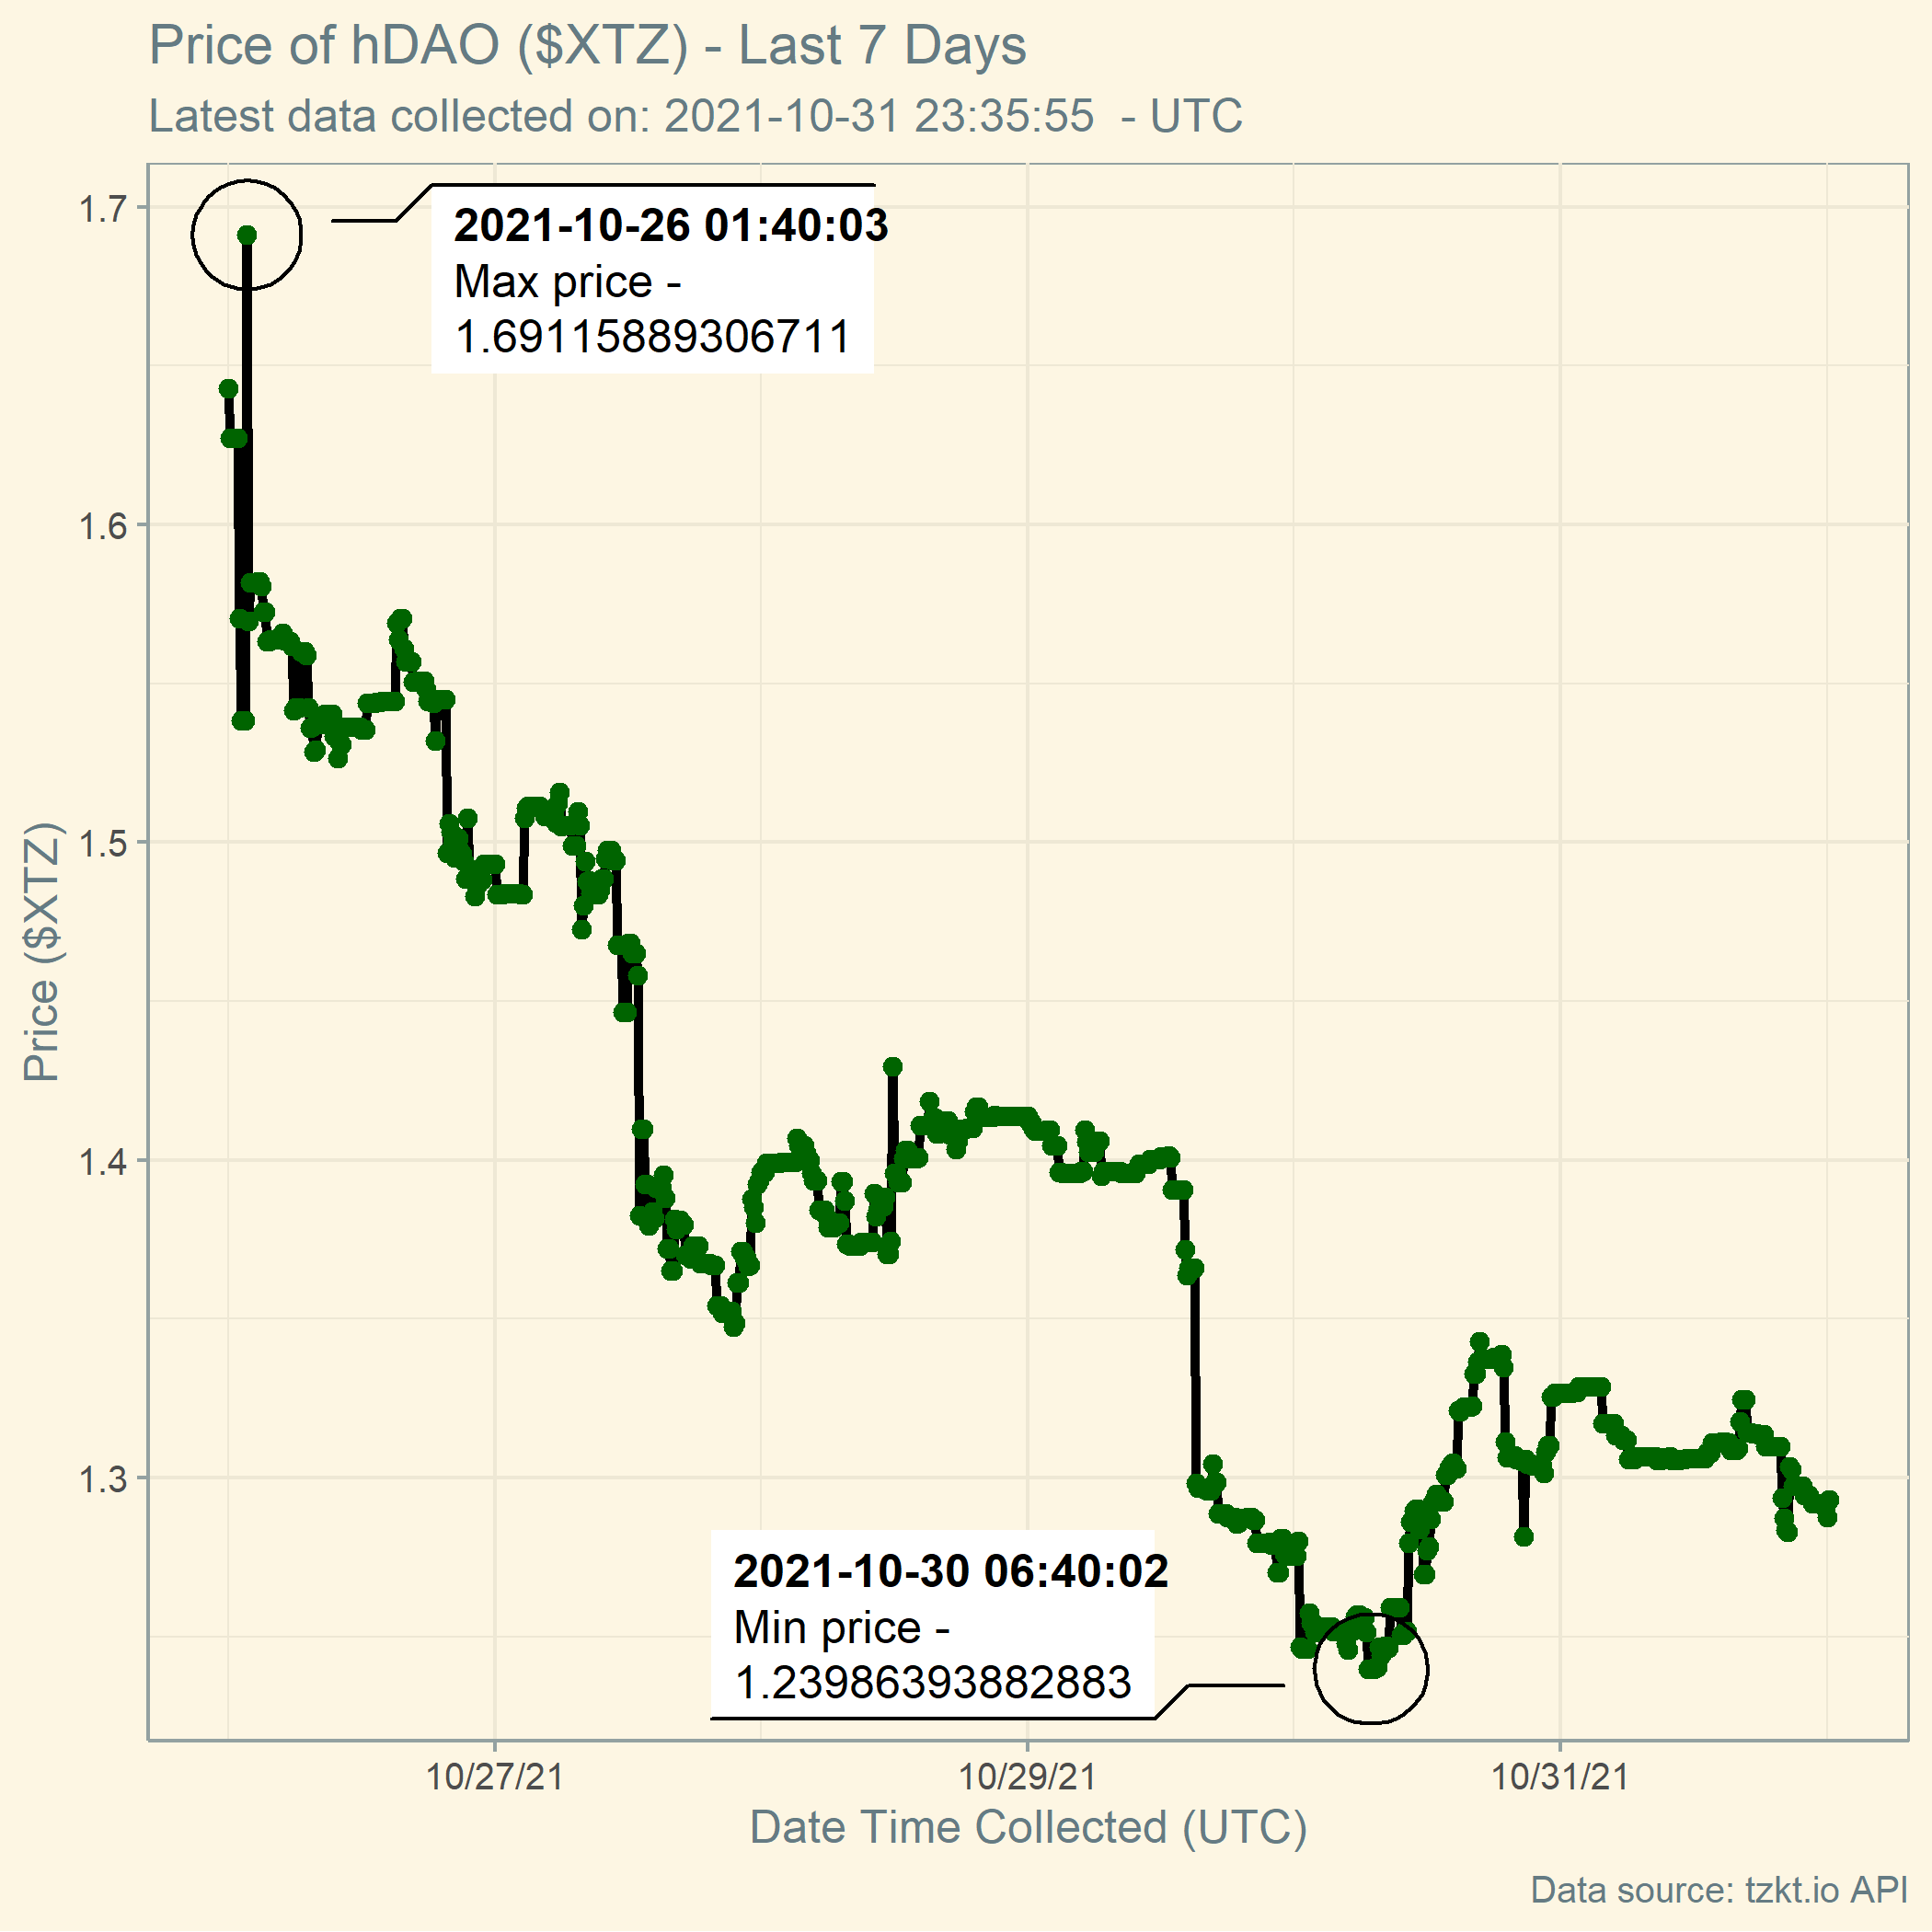 Price of hDAO ($XTZ) - Last 7 Days
Latest data collected on: 2021-10-31 23:35:55 - UTC
1.7
1.6
1.5
1.4
1.3
Price ($XTZ)
2021-10-26 01:40:03
Max price -
1.69115889306711
2021-10-30 06:40:02
Min price -
1.23986393882883
10/27/21
10/29/21
10/31/21
Date Time Collected (UTC)
Data source: tzkt.io API